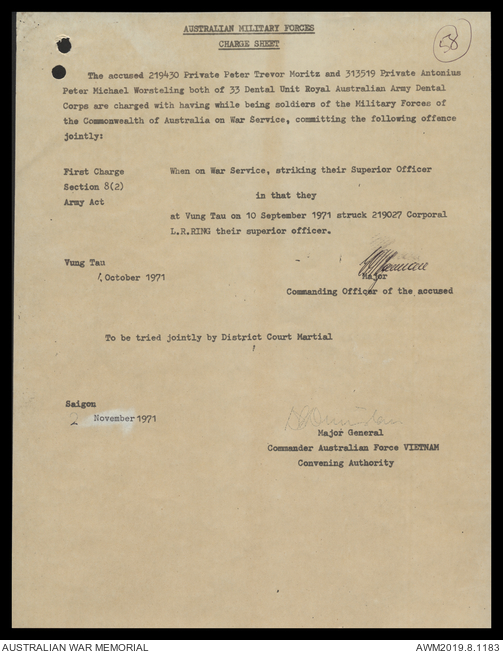 AUSTRALIAN MILITARY FORCES
58
CHARGE SHEET
The accused 219430 Private Peter Trevor Moritz and 313519 Private Antonius
Peter Michael Worsteling both of 33 Dental Unit Royal Australian Army Dental
Corps are charged with having while being soldiers of the Military Forces of
the Commonwealth of Australia on War Service, committing the following offence
jointly:
First Charge When on War Service, striking their Superior Officer
Section 8(2)
in that they
Army Act
at Vung Tau on 10 September 1971 struck 219027 Corporal
L.R.RING their superior officer.
Vung Tau
October 1971
Major
Commanding Officer of the accused
To be tried jointly by District Court Martial
Saigon
2 November 1971
Major General
Commander Australian Force VIETNAM
Convening Authority
AUSTRALIAN WAR MEMORIAL AWM2019.8.1183